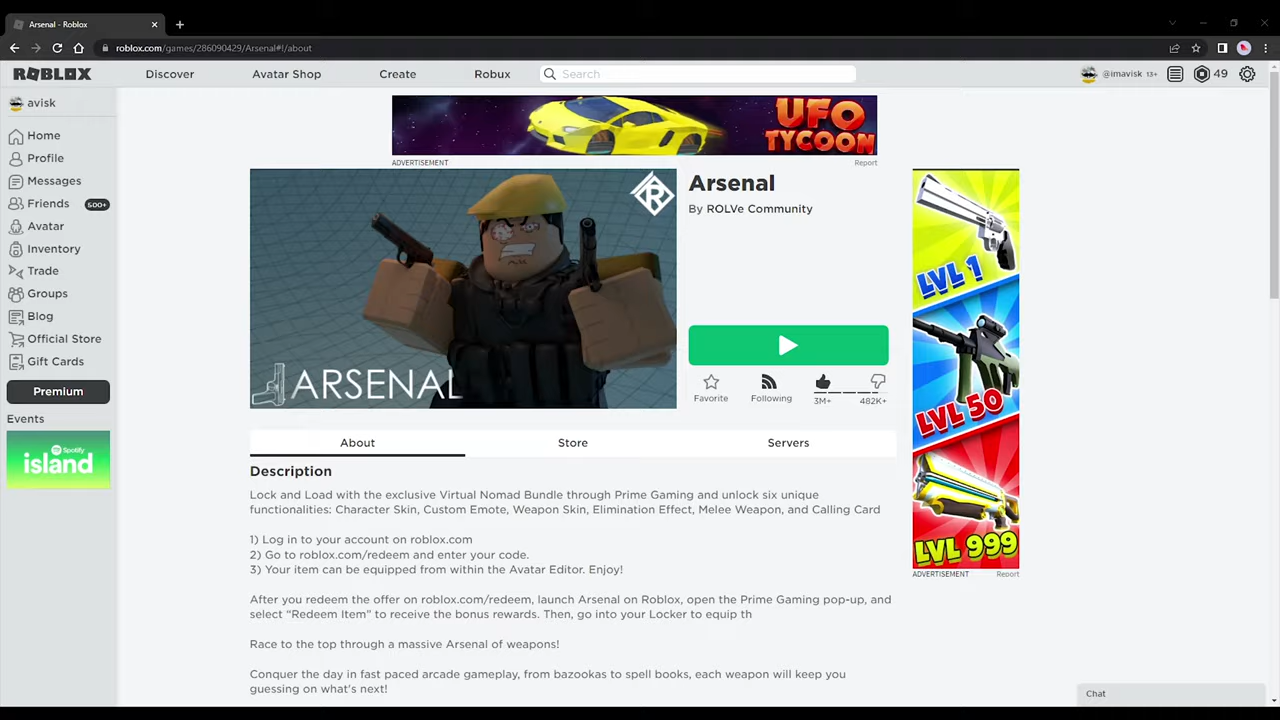 Arsenal - Roblox
roblox.com/games/286090429/Arsenal#!/about
ROBLOX
Discover
Avatar Shop
Create
Robux
Search
@imavisk 13+
49
avisk
Home
Profile
Messages
Friends
500+
Avatar
Inventory
Trade
Groups
Blog
Official Store
Gift Cards
Premium
Events
Spotify
island
UFO
TYCOON
ADVERTISEMENT
Report
R
ARSENAL
Arsenal
By ROLVe Community
Favorite
Following
3M+
482K+
LVL 1
LVL 50
LVL 999
ADVERTISEMENT
Report
About
Store
Servers
Description
Lock and Load with the exclusive Virtual Nomad Bundle through Prime Gaming and unlock six unique
functionalities: Character Skin, Custom Emote, Weapon Skin, Elimination Effect, Melee Weapon, and Calling Card
1) Log in to your account on roblox.com
2) Go to roblox.com/redeem and enter your code.
3) Your item can be equipped from within the Avatar Editor. Enjoy!
After you redeem the offer on roblox.com/redeem, launch Arsenal on Roblox, open the Prime Gaming pop-up, and
select “Redeem Item” to receive the bonus rewards. Then, go into your Locker to equip th
Race to the top through a massive Arsenal of weapons!
Conquer the day in fast paced arcade gameplay, from bazookas to spell books, each weapon will keep you
guessing on what's next!
Chat